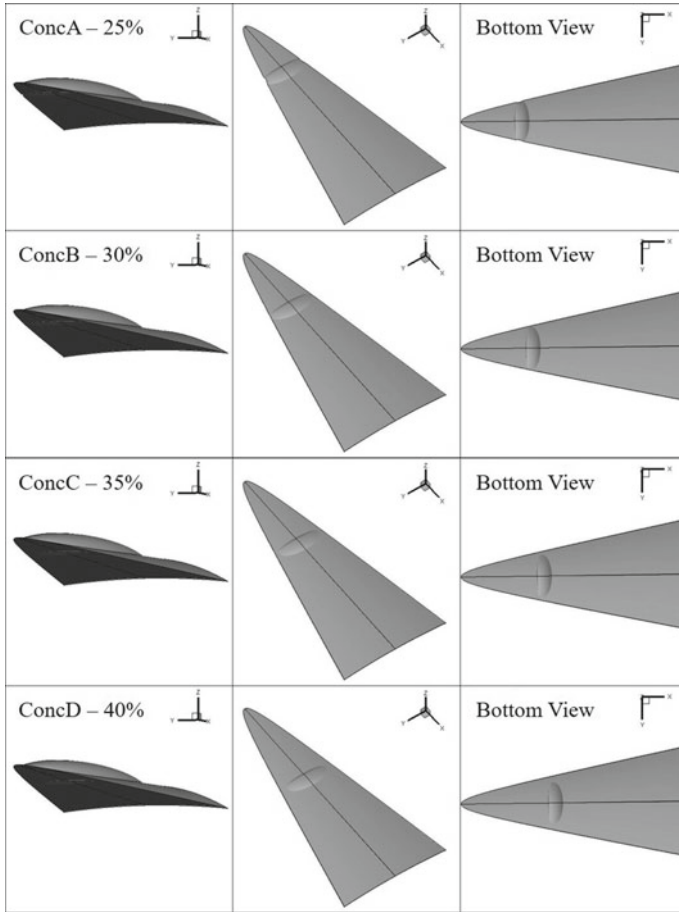 ConcA – 25%
Z
Y
X
Z
Y
X
Bottom View
Z
X
Y
ConcB – 30%
Z
Y
X
Z
Y
X
Bottom View
Z
X
Y
ConcC – 35%
Z
Y
X
Z
Y
X
Bottom View
Z
X
Y
ConcD – 40%
Z
Y
X
Z
Y
X
Bottom View
Z
X
Y